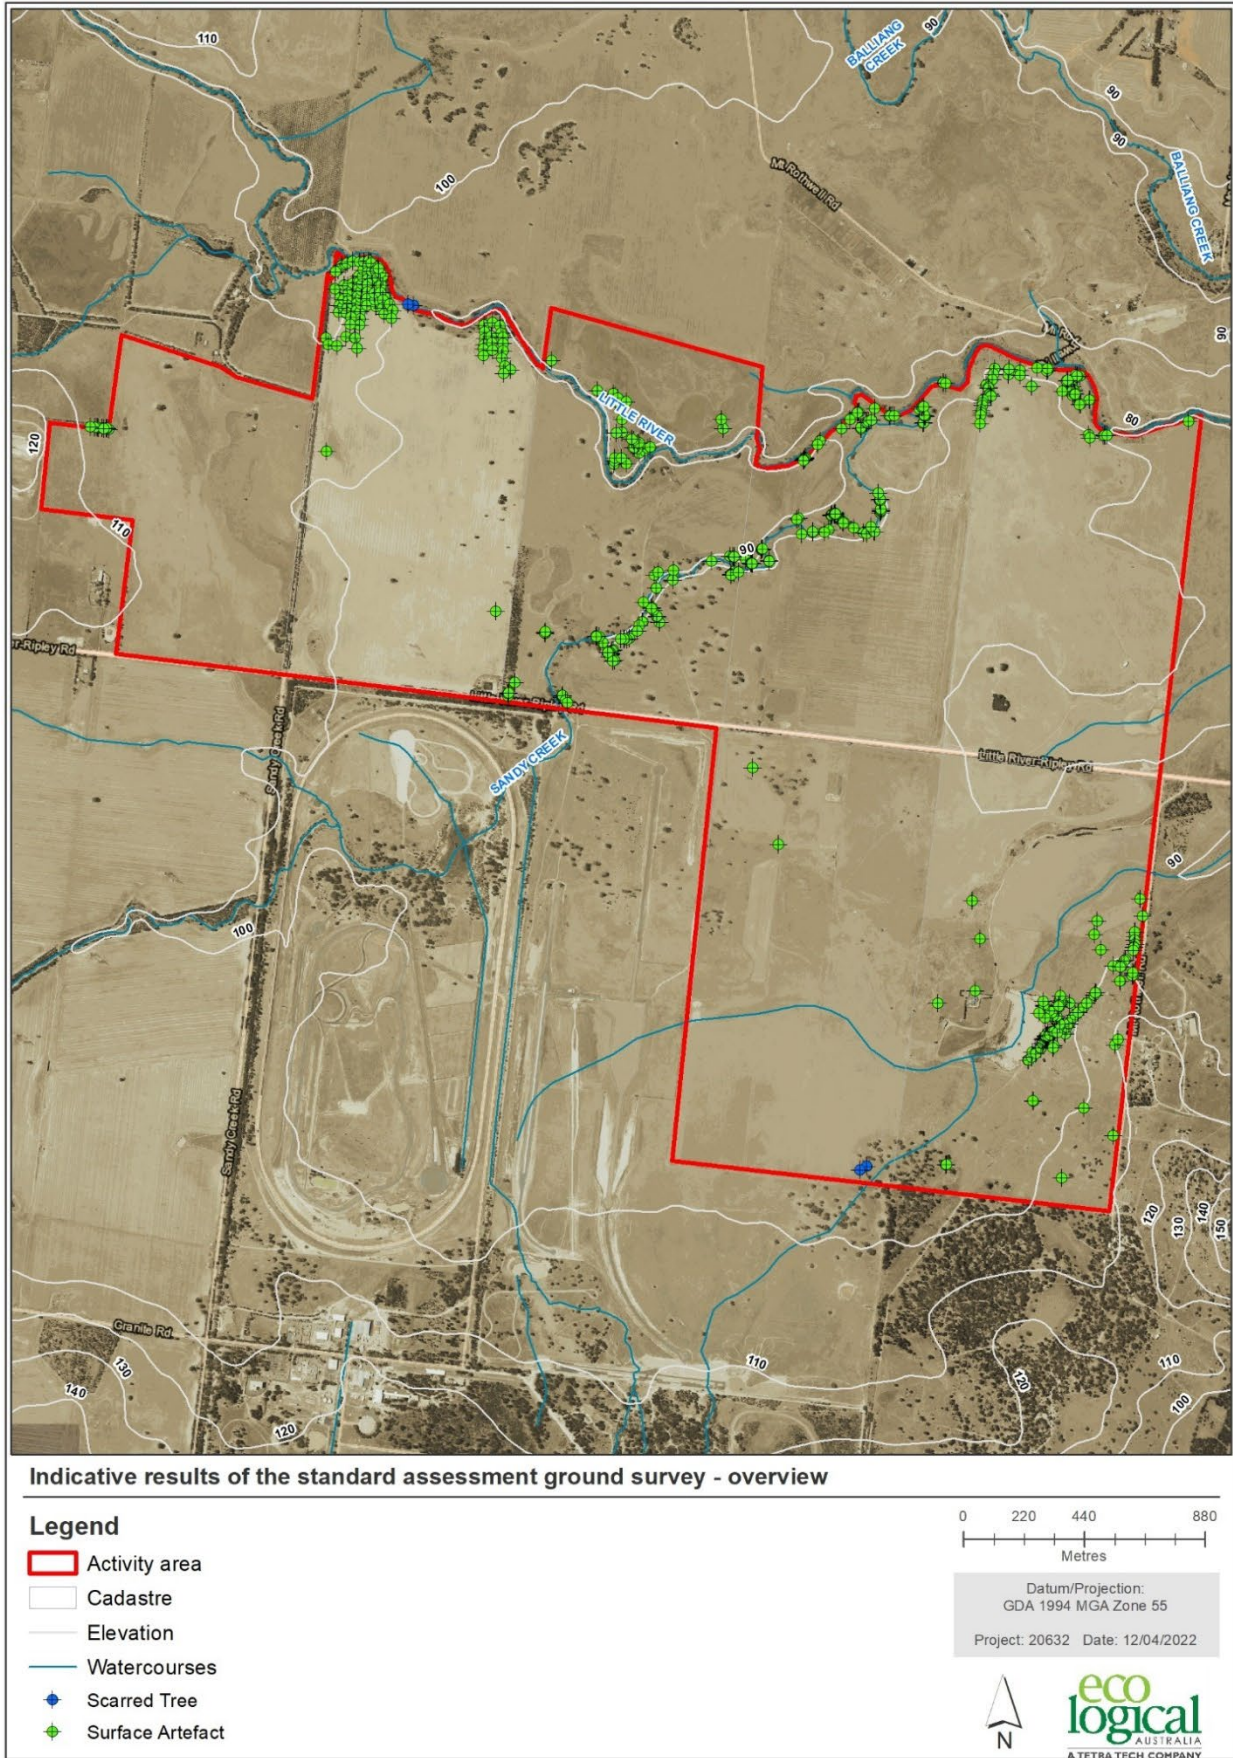 110
BALLIANG
CREEK
90
90
90
100
Mt Rothwell Rd
BALLIANG CREEK
90
LITTLE RIVER
80
120
110
90
Little River-Ripley Rd
SANDY CREEK
Sandy Creek Rd
Little River-Ripley Rd
90
100
Sandy Creek Rd
120
130
140
150
Granite Rd
130
140
120
110
120
110
100
Indicative results of the standard assessment ground survey - overview
Legend
Activity area
Cadastre
Elevation
Watercourses
Scarred Tree
Surface Artefact
0 220 440 880
Metres
Datum/Projection:
GDA 1994 MGA Zone 55
Project: 20632 Date: 12/04/2022
N
eco
logical
AUSTRALIA
A TETRA TECH COMPANY